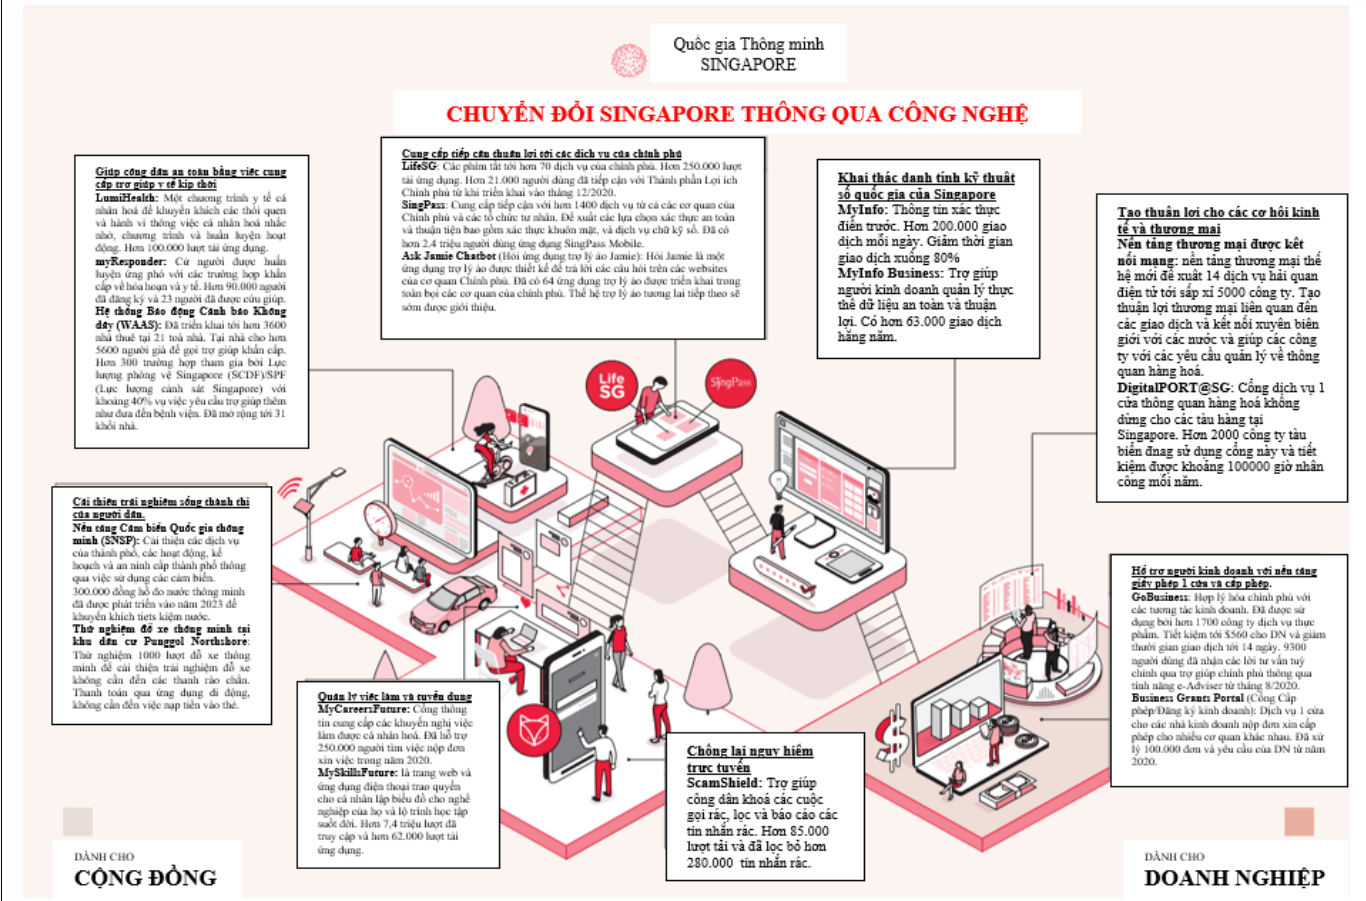 Quốc gia Thông minh
SINGAPORE
CHUYỂN ĐỔI SINGAPORE THÔNG QUA CÔNG NGHỆ
Giúp công dân an toàn bằng việc cung
cấp trợ giúp y tế kịp thời
LumiHealth: Một chương trình y tế cá
nhân hoá để khuyến khích các thói quen
và hành vi thông việc cá nhân hoá nhắc
nhở, chương trình và huấn luyện hoạt
động. Hơn 100.000 lượt tải ứng dụng.
myResponder: Cử người được huấn
luyện ứng phó với các trường hợp khẩn
cấp về hỏa hoạn và y tế. Hơn 90.000 người
đã đăng ký và 23 người đã được cứu giúp.
Hệ thống Báo động Cảnh báo Không
dây (WAAS): Đã triển khai tới hơn 3600
nhà thuê tại 21 toà nhà. Tại nhà cho hơn
5600 người già để gọi trợ giúp khẩn cấp.
Hơn 300 trường hợp tham gia bởi Lực
lượng phòng vệ Singapore (SCDF)/SPF
(Lực lượng cảnh sát Singapore) với
khoảng 40% vụ việc yêu cầu trợ giúp thêm
như đưa đến bệnh viện. Đã mở rộng tới 31
khối nhà.
Cung cấp tiếp cận thuận lợi tới các dịch vụ của chính phủ
LifeSG: Các phím tắt tới hơn 70 dịch vụ của chính phủ. Hơn 250.000 lượt
tải ứng dụng. Hơn 21.000 người dùng đã tiếp cận với Thành phần Lợi ích
Chính phủ từ khi triển khai vào tháng 12/2020.
SingPass: Cung cấp tiếp cận với hơn 1400 dịch vụ từ cả các cơ quan của
Chính phủ và các tổ chức tư nhân. Đề xuất các lựa chọn xác thực an toàn
và thuận tiện bao gồm xác thực khuôn mặt, và dịch vụ chữ ký số. Đã có
hơn 2.4 triệu người dùng ứng dụng SingPass Mobile.
Ask Jamie Chatbot (Hỏi ứng dụng trợ lý ảo Jamie): Hỏi Jamie là một
ứng dụng trợ lý ảo được thiết kế để trả lời các câu hỏi trên các websites
của cơ quan Chính phủ. Đã có 64 ứng dụng trợ lý ảo được triển khai trong
toàn bọi các cơ quan của chính phủ. Thế hệ trợ lý ảo tương lai tiếp theo sẽ
sớm được giới thiệu.
Khai thác danh tính kỹ thuật
số quốc gia của Singapore
MyInfo: Thông tin xác thực
điền trước. Hơn 200.000 giao
dịch mỗi ngày. Giảm thời gian
giao dịch xuống 80%
MyInfo Business: Trợ giúp
người kinh doanh quản lý thực
thể dữ liệu an toàn và thuận
lợi. Có hơn 63.000 giao dịch
hằng năm.
Tạo thuận lợi cho các cơ hội kinh
tế và thương mại
Nền tảng thương mại được kết
nối mạng: nền tảng thương mại thế
hệ mới đề xuất 14 dịch vụ hải quan
điện tử tới sấp xỉ 5000 công ty. Tạo
thuận lợi thương mại liên quan đến
các giao dịch và kết nối xuyên biên
giới với các nước và giúp các công
ty với các yêu cầu quản lý về thông
quan hàng hoá.
DigitalPORT@SG: Cổng dịch vụ 1
cửa thông quan hàng hoá không
dừng cho các tàu hàng tại
Singapore. Hơn 2000 công ty tàu
biển đnag sử dụng cổng này và tiết
kiệm được khoảng 100000 giờ nhân
công mỗi năm.
Life
SG
SingPass
Cải thiện trải nghiệm sống thành thị
của người dân.
Nền tảng Cảm biến Quốc gia thông
minh (SNSP): Cải thiện các dịch vụ
của thành phố, các hoạt động, kế
hoạch và an ninh cấp thành phố thông
qua việc sử dụng các cảm biến.
300.000 đồng hồ đo nước thông minh
đã được phát triển vào năm 2023 để
khuyến khích tiets kiệm nước.
Thử nghiệm đỗ xe thông minh tại
khu dân cư Punggol Northshore:
Thử nghiệm 1000 lượt đỗ xe thông
minh để cải thiện trải nghiệm đỗ xe
không cần đến các thanh rào chắn.
Thanh toán qua ứng dụng di động,
không cần đến việc nạp tiền vào thẻ.
Hỗ trợ người kinh doanh với nền tảng
giấy phép 1 cửa và cấp phép.
GoBusiness: Hợp lý hóa chính phủ với
các tương tác kinh doanh. Đã được sử
dụng bởi hơn 1700 công ty dịch vụ thực
phẩm. Tiết kiệm tới $560 cho DN và giảm
thười gian giao dịch tới 14 ngày. 9300
người dùng đã nhận các lời tư vấn tuỳ
chỉnh qua trợ giúp chính phủ thông qua
tính năng e-Adviser từ tháng 8/2020.
Business Grants Portal (Cổng Cấp
phép/Đăng ký kinh doanh): Dịch vụ 1 cửa
cho các nhà kinh doanh nộp đơn xin cấp
phép cho nhiều cơ quan khác nhau. Đã xử
lý 100.000 đơn và yêu cầu của DN từ năm
2020.
Quản lý việc làm và tuyển dụng
MyCareersFuture: Cổng thông
tin cung cấp các khuyến nghị việc
làm được cá nhân hoá. Đã hỗ trợ
250.000 người tìm việc nộp đơn
xin việc trong năm 2020.
MySkillsFuture: là trang web và
ứng dụng điện thoại trao quyền
cho cá nhân lập biểu đồ cho nghề
nghiệp của họ và lộ trình học tập
suốt đời. Hơn 7,4 triệu lượt đã
truy cập và hơn 62.000 lượt tải
ứng dụng.
Chống lại nguy hiểm
trực tuyến
ScamShield: Trợ giúp
công dân khoá các cuộc
gọi rác, lọc và báo cáo các
tin nhắn rác. Hơn 85.000
lượt tải và đã lọc bỏ hơn
280.000 tin nhắn rác.
DÀNH CHO
CỘNG ĐỒNG
DÀNH CHO
DOANH NGHIỆP